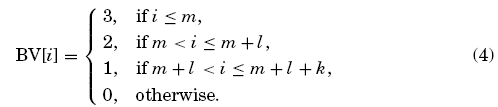 3, if i ≤ m,
2, if m < i ≤ m + l,
BV[i] = { (4)
1, if m + l < i ≤ m + l + k,
0, otherwise.